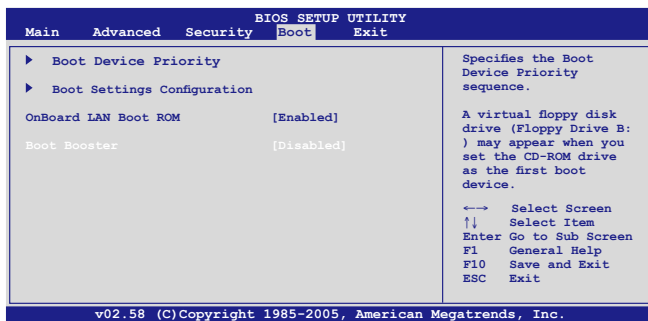 BIOS SETUP UTILITY
Main Advanced Security Boot Exit
Boot Device Priority
Boot Settings Configuration
OnBoard LAN Boot ROM [Enabled]
Boot Booster [Disabled]
Specifies the Boot
Device Priority
sequence.
A virtual floppy disk
drive (Floppy Drive B:
) may appear when you
set the CD-ROM drive
as the first boot
device.
←→ Select Screen
↑↓ Select Item
Enter Go to Sub Screen
F1 General Help
F10 Save and Exit
ESC Exit
v02.58 (C)Copyright 1985-2005, American Megatrends, Inc.